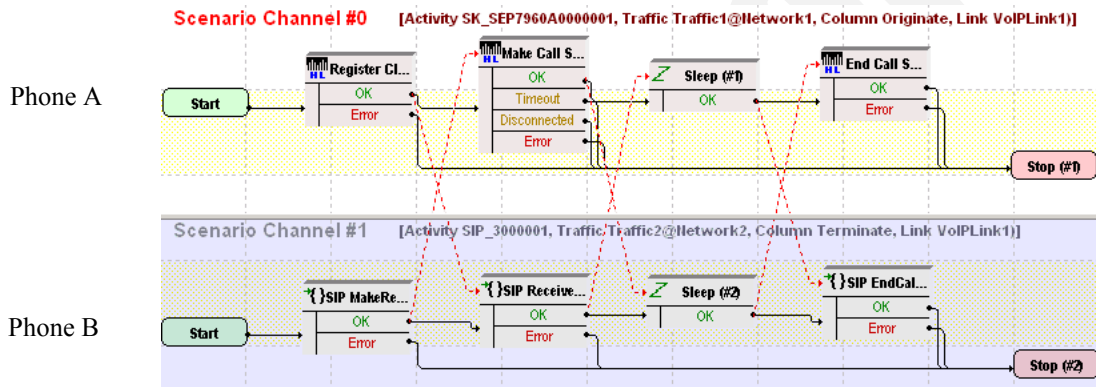 Scenario Channel #0 [Activity SK_SEP7960A0000001, Traffic Traffic1@Network1, Column Originate, Link VoIPLink1)]
Phone A
Start
HL Register Cl...
OK
Error
HL Make Call S...
OK
Timeout
Disconnected
Error
Sleep (#1)
OK
HL End Call S...
OK
Error
Stop (#1)
Scenario Channel #1 [Activity SIP_3000001, Traffic Traffic2@Network2, Column Terminate, Link VoIPLink1)]
Phone B
Start
{}SIP MakeRe...
OK
Error
{}SIP Receive...
OK
Error
Sleep (#2)
OK
{}SIP EndCal...
OK
Error
Stop (#2)